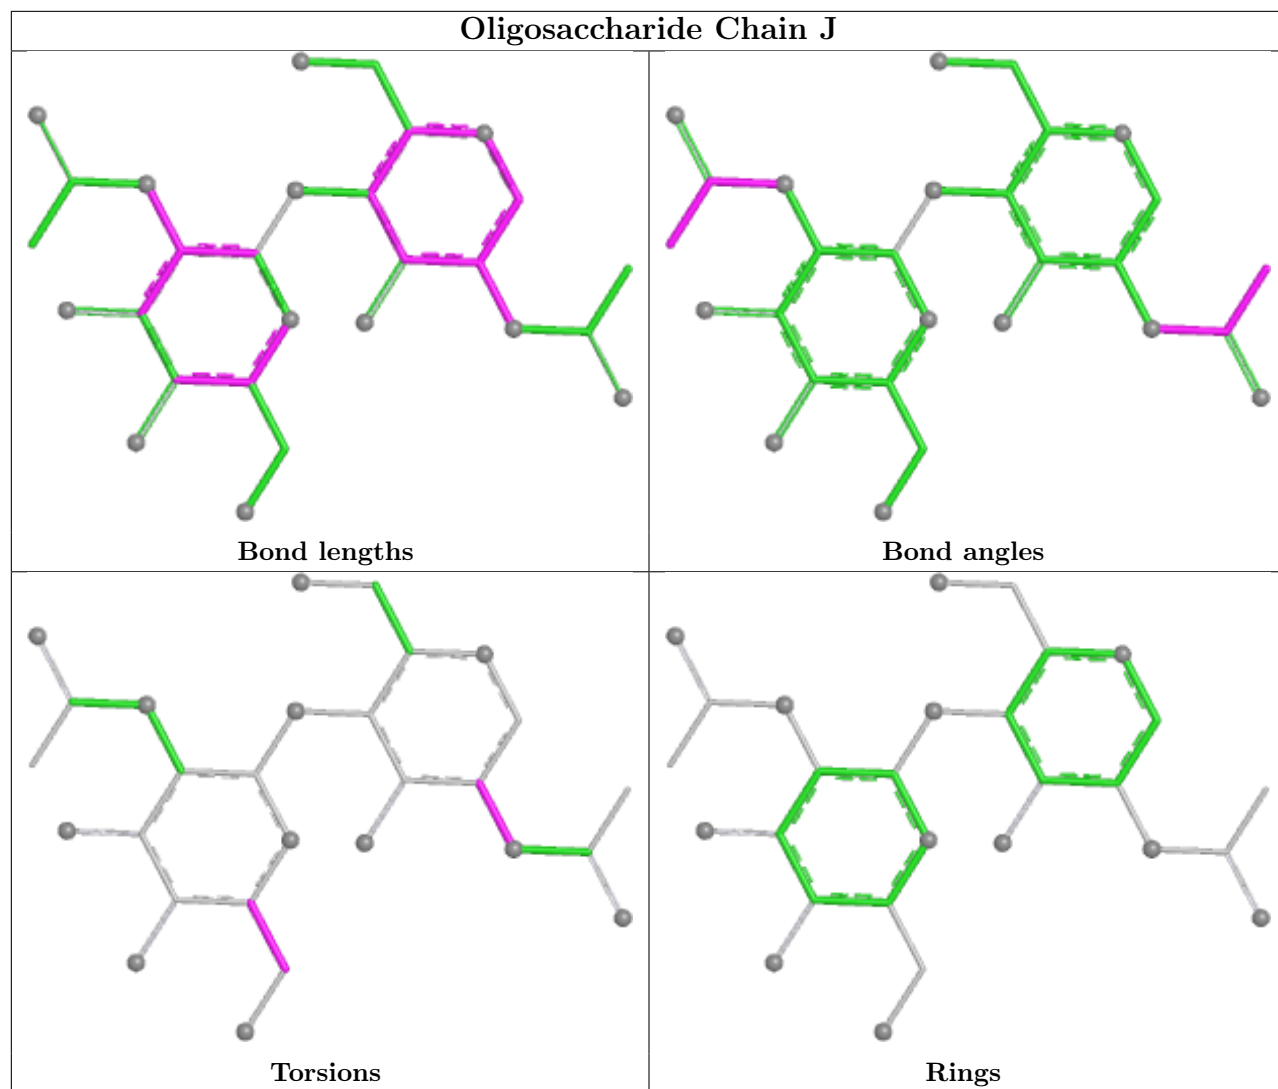 Oligosaccharide Chain J
Bond lengths
Bond angles
Torsions
Rings